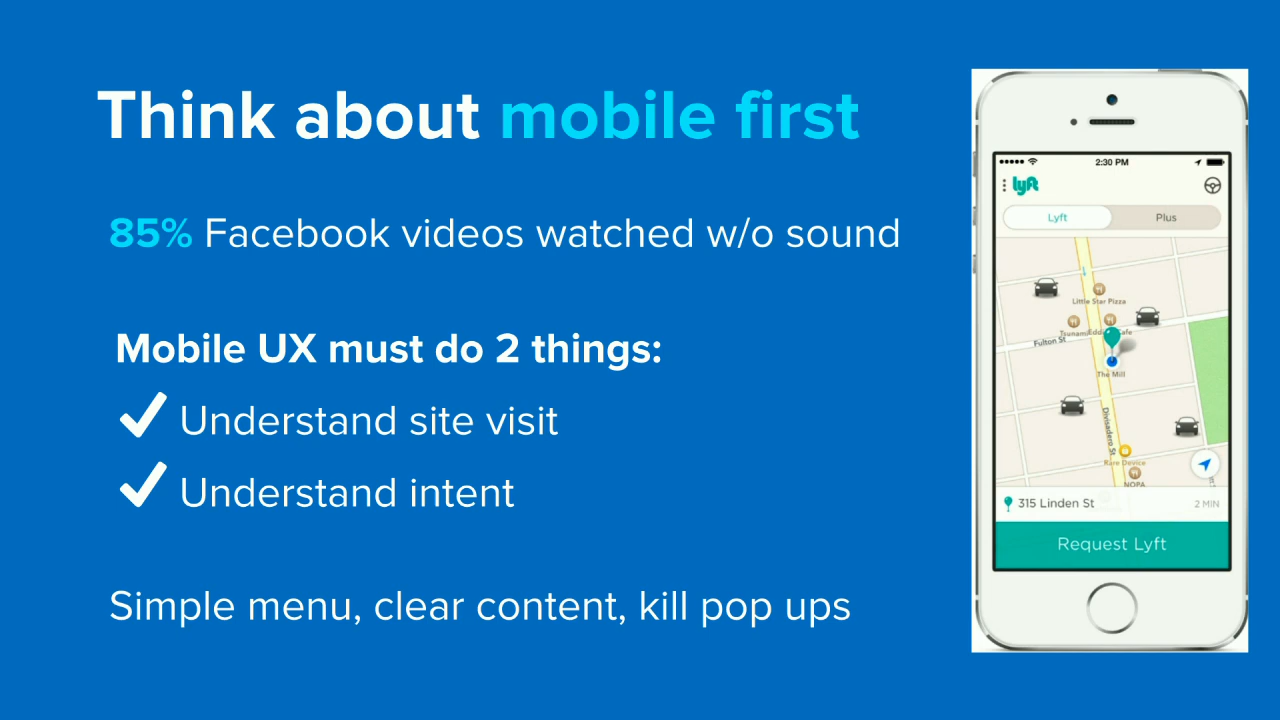 Think about mobile first
85% Facebook videos watched w/o sound
Mobile UX must do 2 things:
Understand site visit
Understand intent
Simple menu, clear content, kill pop ups
2:30 PM
lyft
Lyft
Plus
Little Star Pizza
Fulton St
The Mill
Divisadero St
Rare Device
NOPA
315 Linden St
2 MIN
Request Lyft